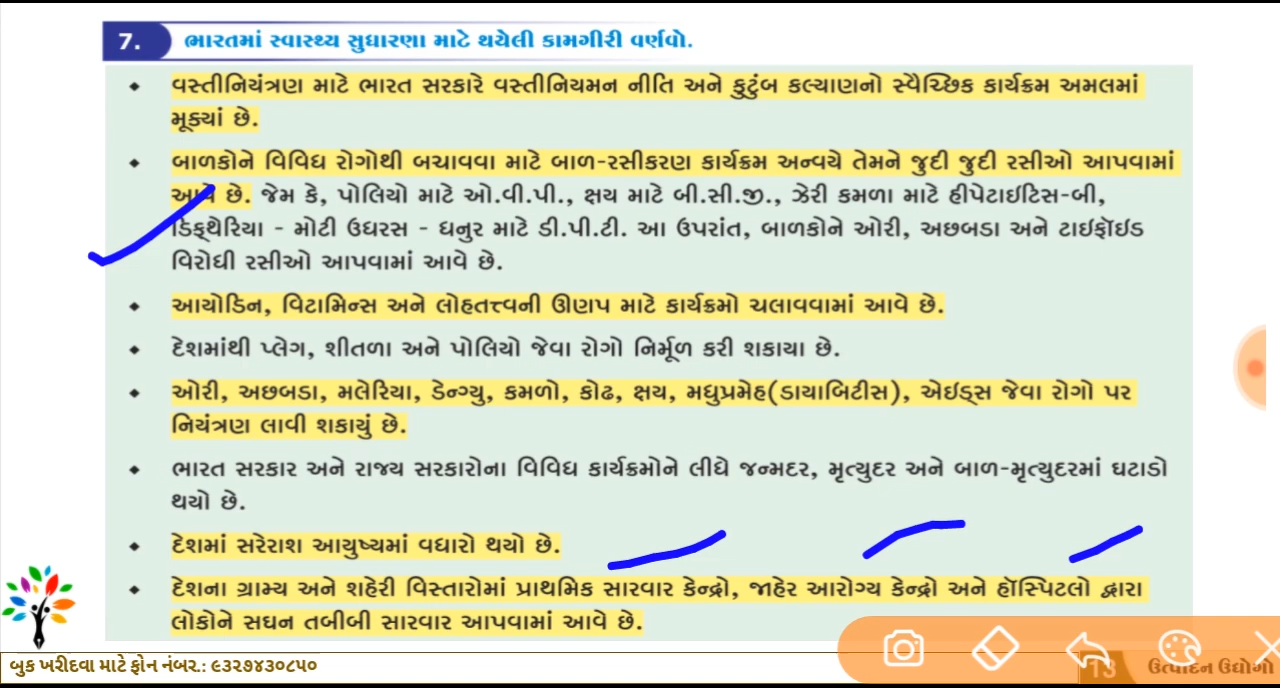 7. ભારતમાં સ્વાસ્થ્ય સુધારણા માટે થયેલી કામગીરી વર્ણવો.
◆ વસ્તીનિયંત્રણ માટે ભારત સરકારે વસ્તીનિયમન નીતિ અને કુટુંબ કલ્યાણનો સ્વૈચ્છિક કાર્યક્રમ અમલમાં
મૂક્યાં છે.
◆ બાળકોને વિવિધ રોગોથી બચાવવા માટે બાળ-રસીકરણ કાર્યક્રમ અન્વયે તેમને જુદી જુદી રસીઓ આપવામાં
આવે છે. જેમ કે, પોલિયો માટે ઓ.વી.પી., ક્ષય માટે બી.સી.જી., ઝેરી કમળા માટે હીપેટાઇટિસ-બી,
ડિફ્થેરિયા - મોટી ઉધરસ - ધનુર માટે ડી.પી.ટી. આ ઉપરાંત, બાળકોને ઓરી, અછબડા અને ટાઇફૉઇડ
વિરોધી રસીઓ આપવામાં આવે છે.
◆ આયોડિન, વિટામિન્સ અને લોહતત્ત્વની ઊણપ માટે કાર્યક્રમો ચલાવવામાં આવે છે.
◆ દેશમાંથી પ્લેગ, શીતળા અને પોલિયો જેવા રોગો નિર્મૂળ કરી શકાયા છે.
◆ ઓરી, અછબડા, મલેરિયા, ડેન્ગ્યુ, કમળો, કોઢ, ક્ષય, મધુપ્રમેહ(ડાયાબિટીસ), એઇડ્સ જેવા રોગો પર
નિયંત્રણ લાવી શકાયું છે.
◆ ભારત સરકાર અને રાજ્ય સરકારોના વિવિધ કાર્યક્રમોને લીધે જન્મદર, મૃત્યુદર અને બાળ-મૃત્યુદરમાં ઘટાડો
થયો છે.
◆ દેશમાં સરેરાશ આયુષ્યમાં વધારો થયો છે.
◆ દેશના ગ્રામ્ય અને શહેરી વિસ્તારોમાં પ્રાથમિક સારવાર કેન્દ્રો, જાહેર આરોગ્ય કેન્દ્રો અને હૉસ્પિટલો દ્વારા
લોકોને સઘન તબીબી સારવાર આપવામાં આવે છે.
બુક ખરીદવા માટે ફોન નંબર.: ૯૩૨૭૪૩૦૮૫૦
13 ઉત્પાદન ઉદ્યોગો